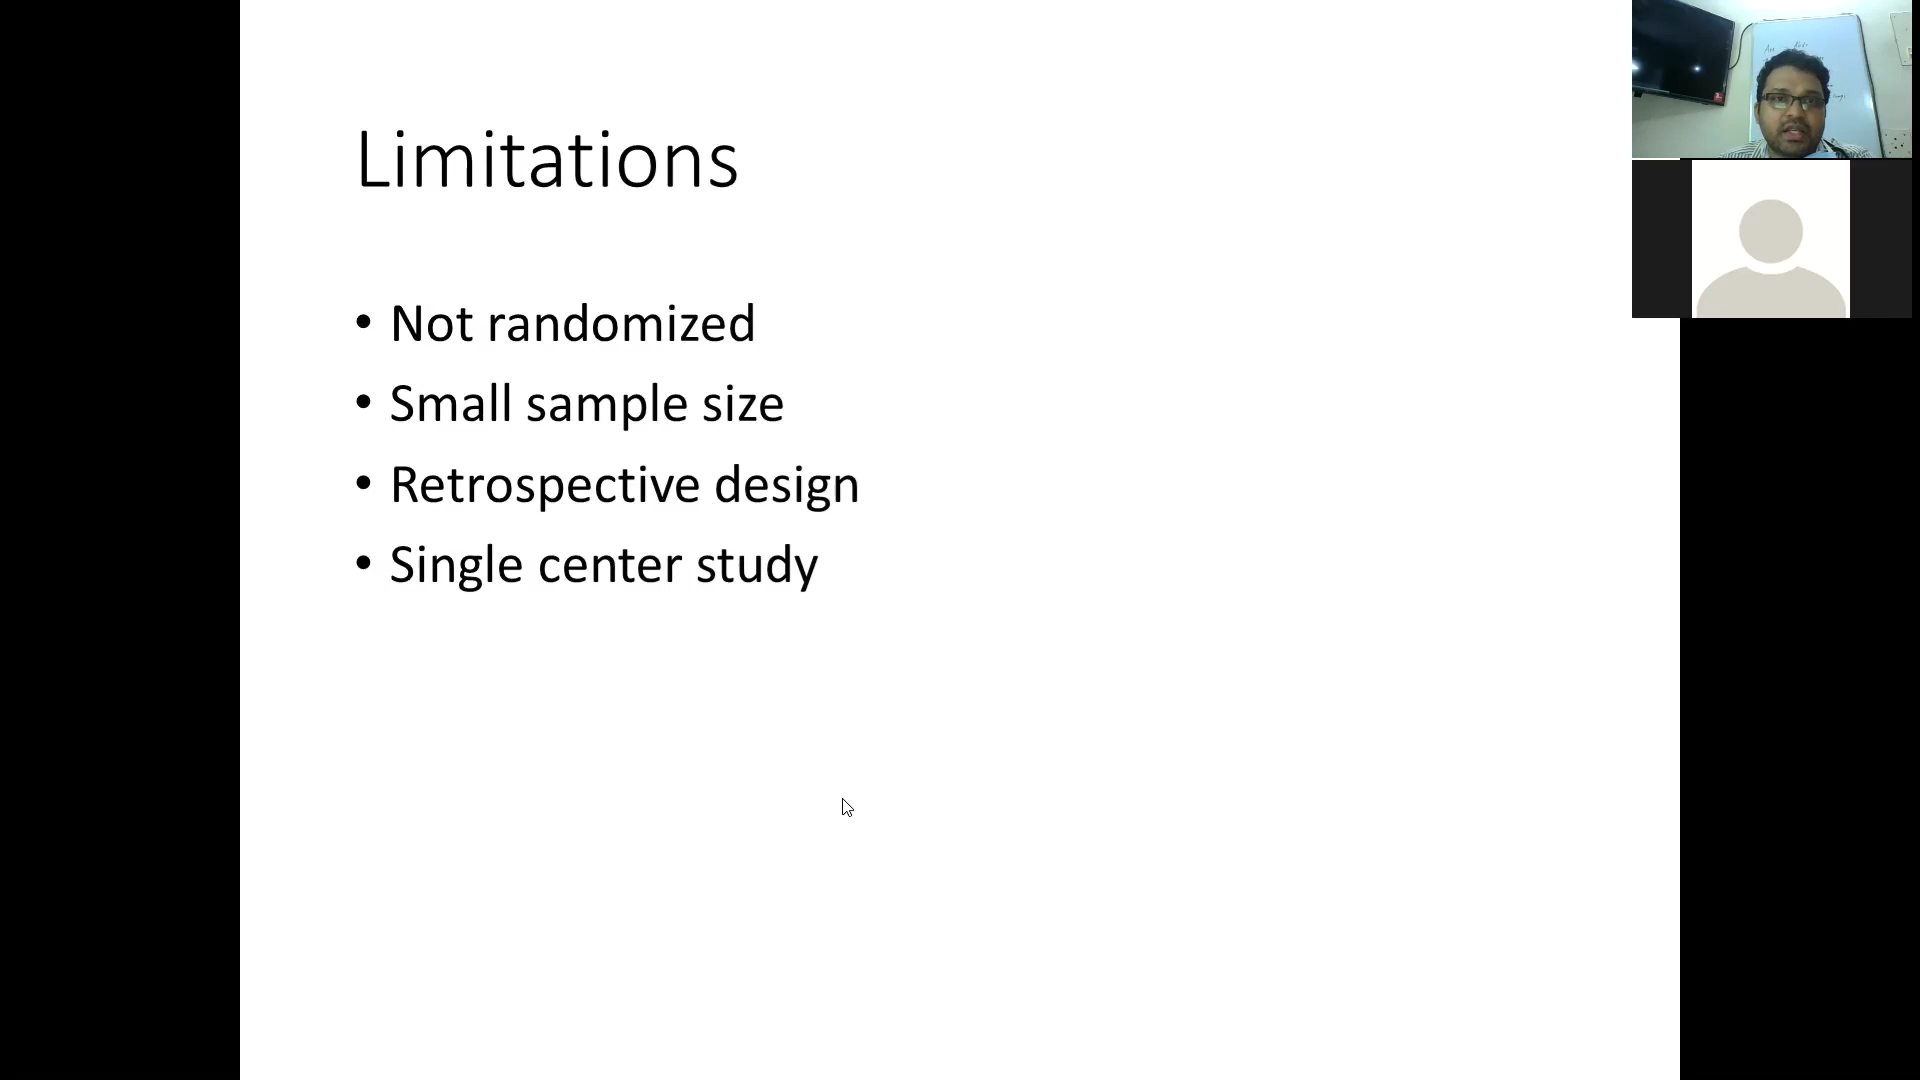 Limitations
• Not randomized
• Small sample size
• Retrospective design
• Single center study